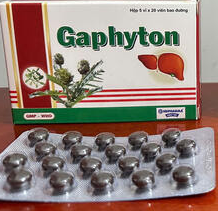 Hộp 5 vỉ x 20 viên bao đường
Gaphyton
GMP - WHO